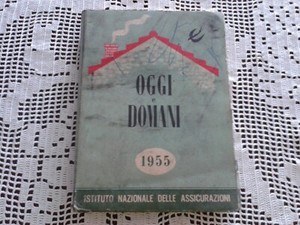 OGGI
e
DOMANI
1955
ISTITUTO NAZIONALE DELLE ASSICURAZIONI